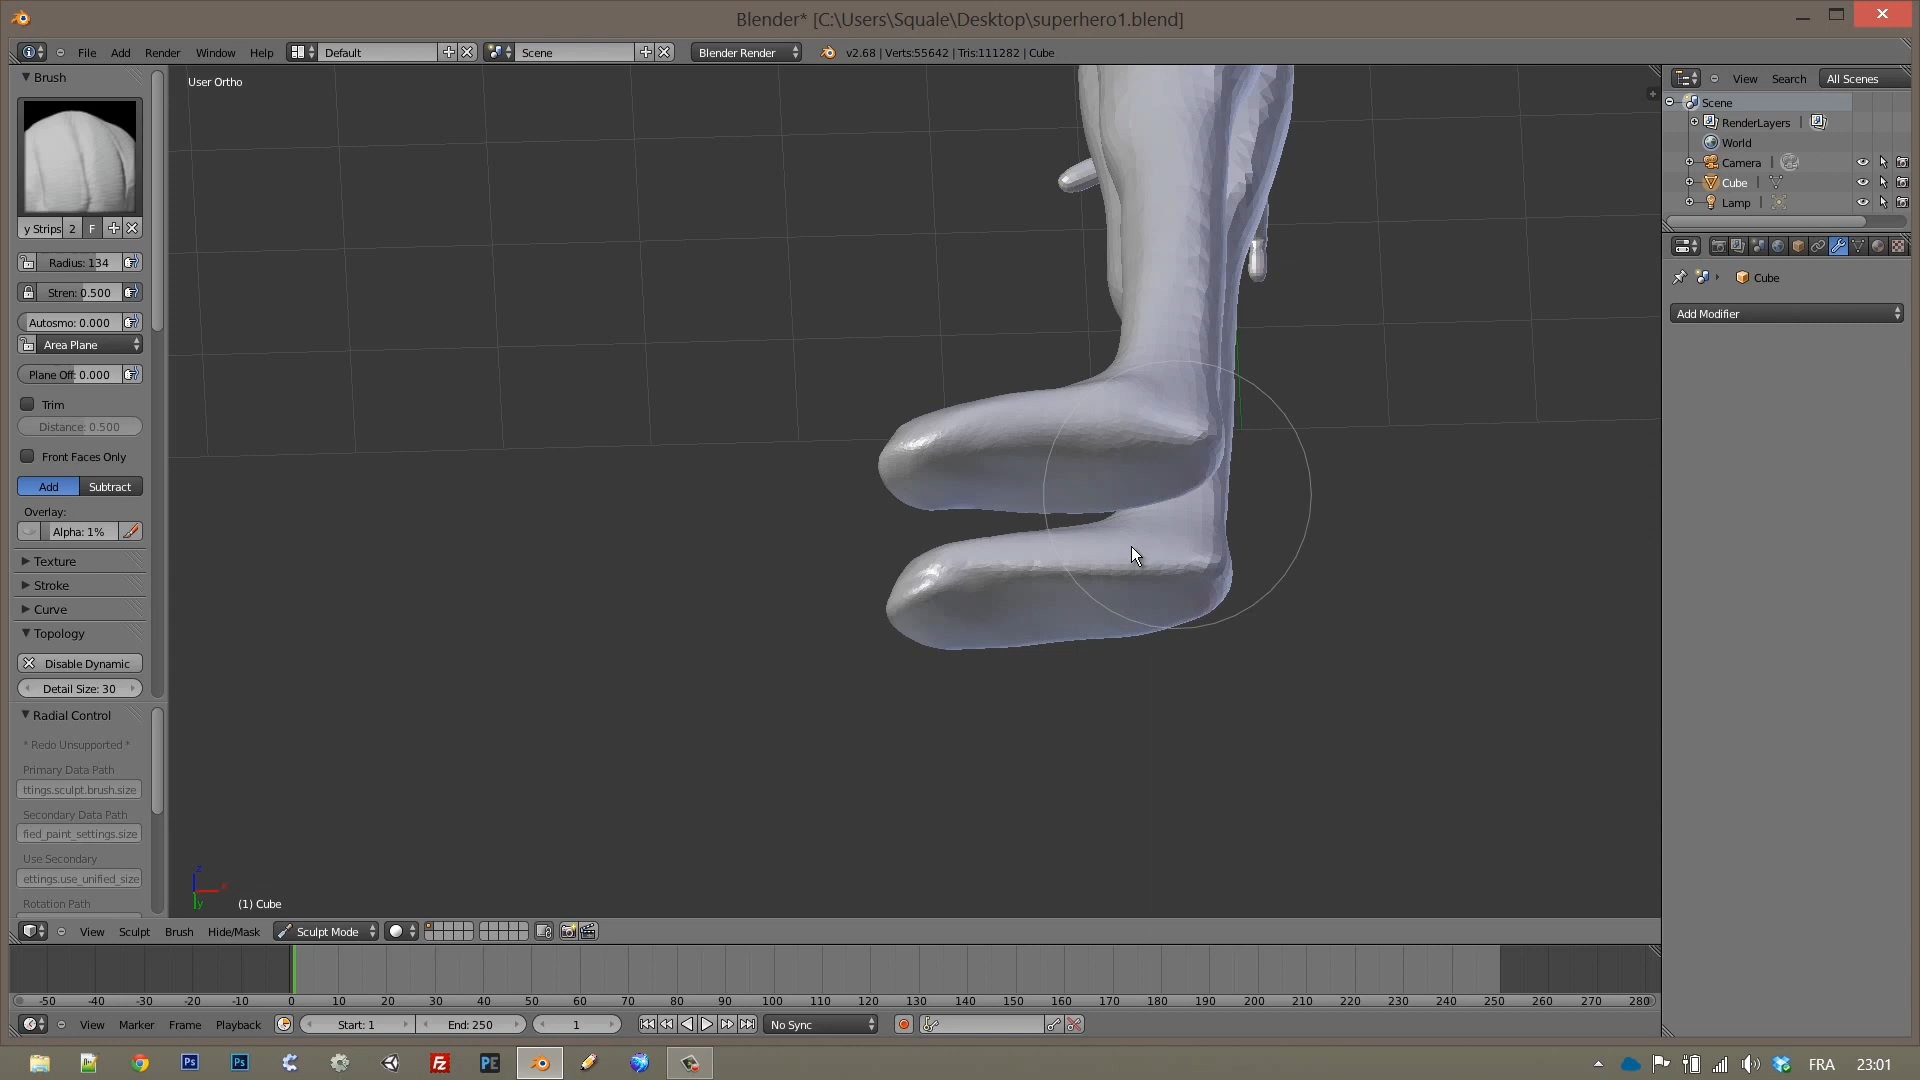 Blender* [C:\Users\Squale\Desktop\superhero1.blend]
File Add Render Window Help Default Scene Blender Render v2.68 | Verts:55642 | Tris:111282 | Cube
Brush
User Ortho
y Strips 2 F
Radius: 134
Stren: 0.500
Autosmo: 0.000
Area Plane
Plane Off: 0.000
Trim
Distance: 0.500
Front Faces Only
Add Subtract
Overlay:
Alpha: 1%
Texture
Stroke
Curve
Topology
Disable Dynamic
Detail Size: 30
Radial Control
* Redo Unsupported *
Primary Data Path
ttings.sculpt.brush.size
Secondary Data Path
fied_paint_settings.size
Use Secondary
ettings.use_unified_size
Rotation Path
z
x
y
(1) Cube
View Search All Scenes
Scene
RenderLayers |
World
Camera |
Cube |
Lamp |
Cube
Add Modifier
View Sculpt Brush Hide/Mask Sculpt Mode
-50 -40 -30 -20 -10 0 10 20 30 40 50 60 70 80 90 100 110 120 130 140 150 160 170 180 190 200 210 220 230 240 250 260 270 280
View Marker Frame Playback Start: 1 End: 250 1 No Sync
Ps Ps Fz PE FRA 23:01